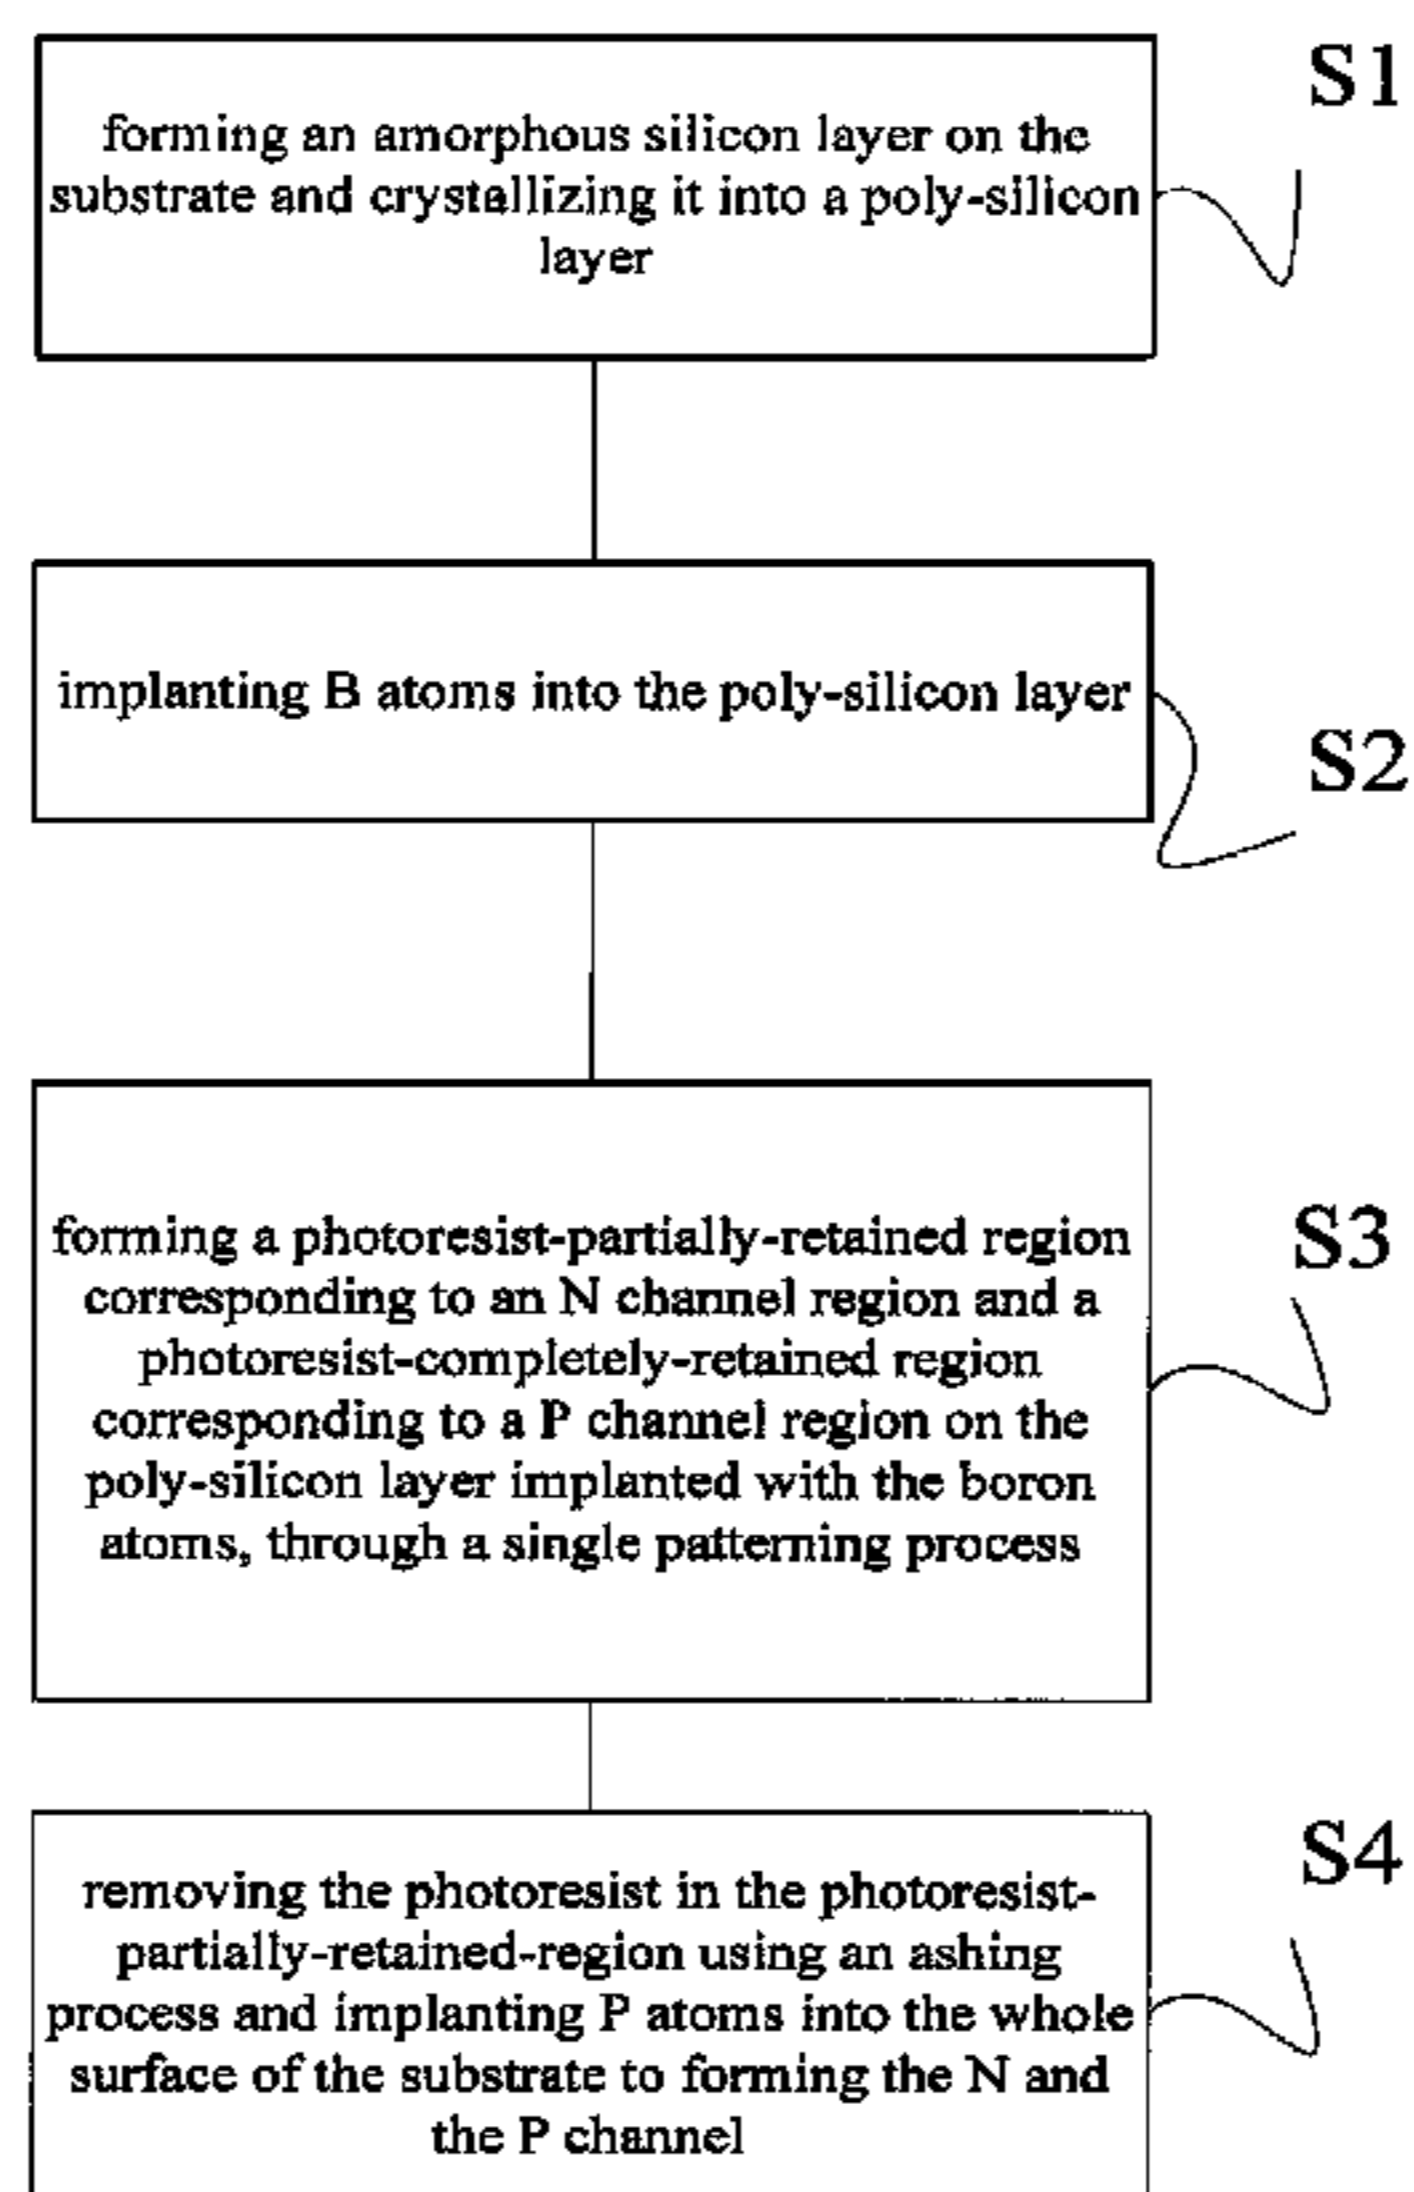 S1
forming an amorphous silicon layer on the
substrate and crystallizing it into a poly-silicon
layer
implanting B atoms into the poly-silicon layer
S2
forming a photoresist-partially-retained region
corresponding to an N channel region and a
photoresist-completely-retained region
corresponding to a P channel region on the
poly-silicon layer implanted with the boron
atoms, through a single patterning process
S3
removing the photoresist in the photoresist-
partially-retained-region using an ashing
process and implanting P atoms into the whole
surface of the substrate to forming the N and
the P channel
S4